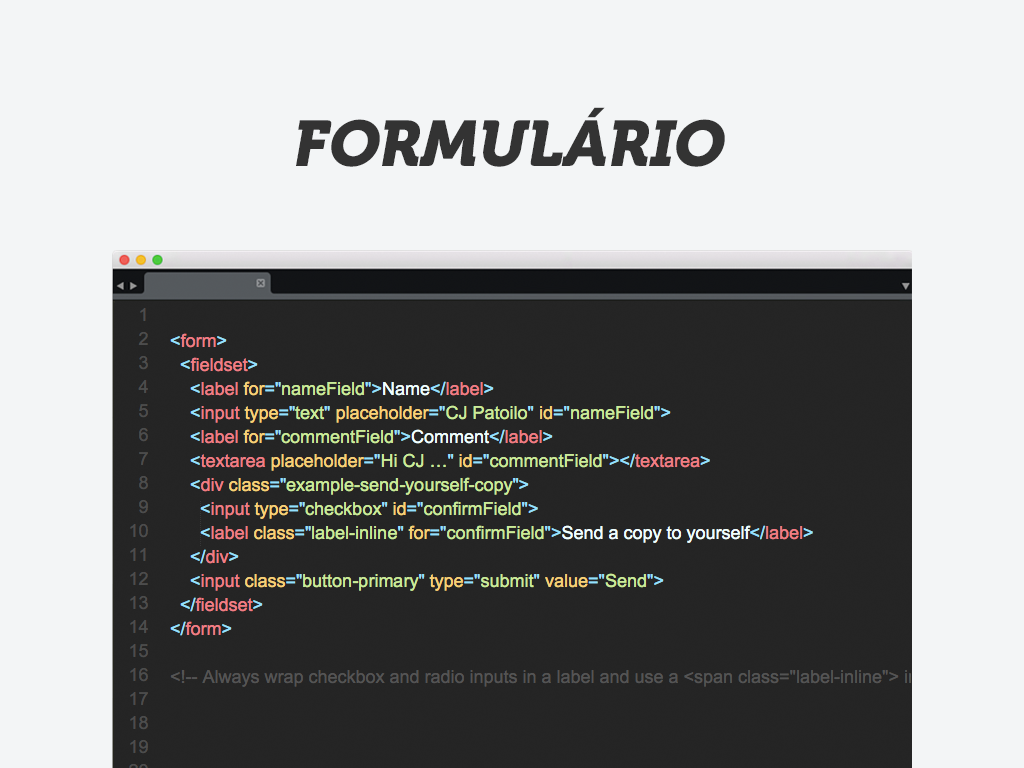 FORMULÁRIO
1
2 <form>
3 <fieldset>
4 <label for="nameField">Name</label>
5 <input type="text" placeholder="CJ Patoilo" id="nameField">
6 <label for="commentField">Comment</label>
7 <textarea placeholder="Hi CJ …" id="commentField"></textarea>
8 <div class="example-send-yourself-copy">
9 <input type="checkbox" id="confirmField">
10 <label class="label-inline" for="confirmField">Send a copy to yourself</label>
11 </div>
12 <input class="button-primary" type="submit" value="Send">
13 </fieldset>
14 </form>
15
16 <!-- Always wrap checkbox and radio inputs in a label and use a <span class="label-inline">
17
18
19